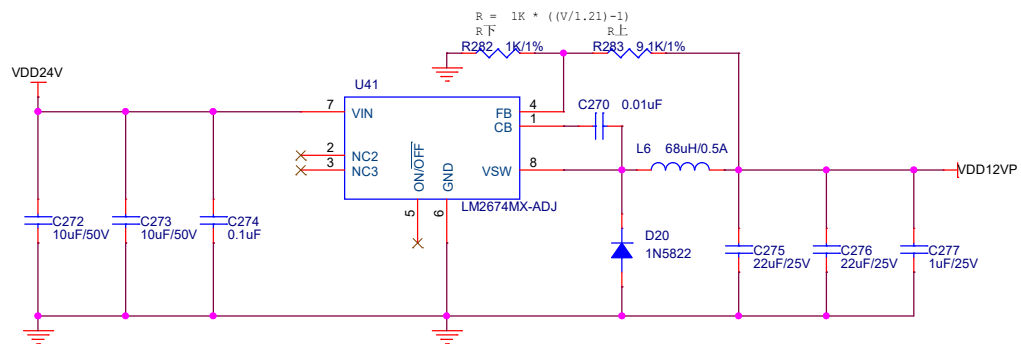 R = 1K * ((V/1.21)-1)
R下 R上
R282 1K/1% R283 9.1K/1%
VDD24V
U41
7 VIN FB 4
C270 0.01uF
CB 1
L6 68uH/0.5A
2 NC2
3 NC3
ON/OFF GND
VSW 8
VDD12VP
LM2674MX-ADJ
5 6
C272
10uF/50V
C273
10uF/50V
C274
0.1uF
D20
1N5822
C275
22uF/25V
C276
22uF/25V
C277
1uF/25V